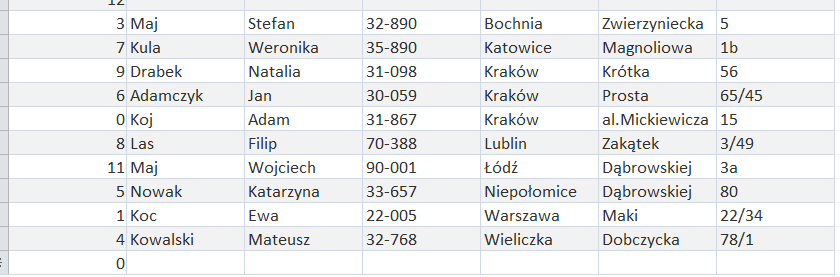 12
3 Maj Stefan 32-890 Bochnia Zwierzyniecka 5
7 Kula Weronika 35-890 Katowice Magnoliowa 1b
9 Drabek Natalia 31-098 Kraków Krótka 56
6 Adamczyk Jan 30-059 Kraków Prosta 65/45
0 Koj Adam 31-867 Kraków al.Mickiewicza 15
8 Las Filip 70-388 Lublin Zakątek 3/49
11 Maj Wojciech 90-001 Łódź Dąbrowskiej 3a
5 Nowak Katarzyna 33-657 Niepołomice Dąbrowskiej 80
1 Koc Ewa 22-005 Warszawa Maki 22/34
4 Kowalski Mateusz 32-768 Wieliczka Dobczycka 78/1
0